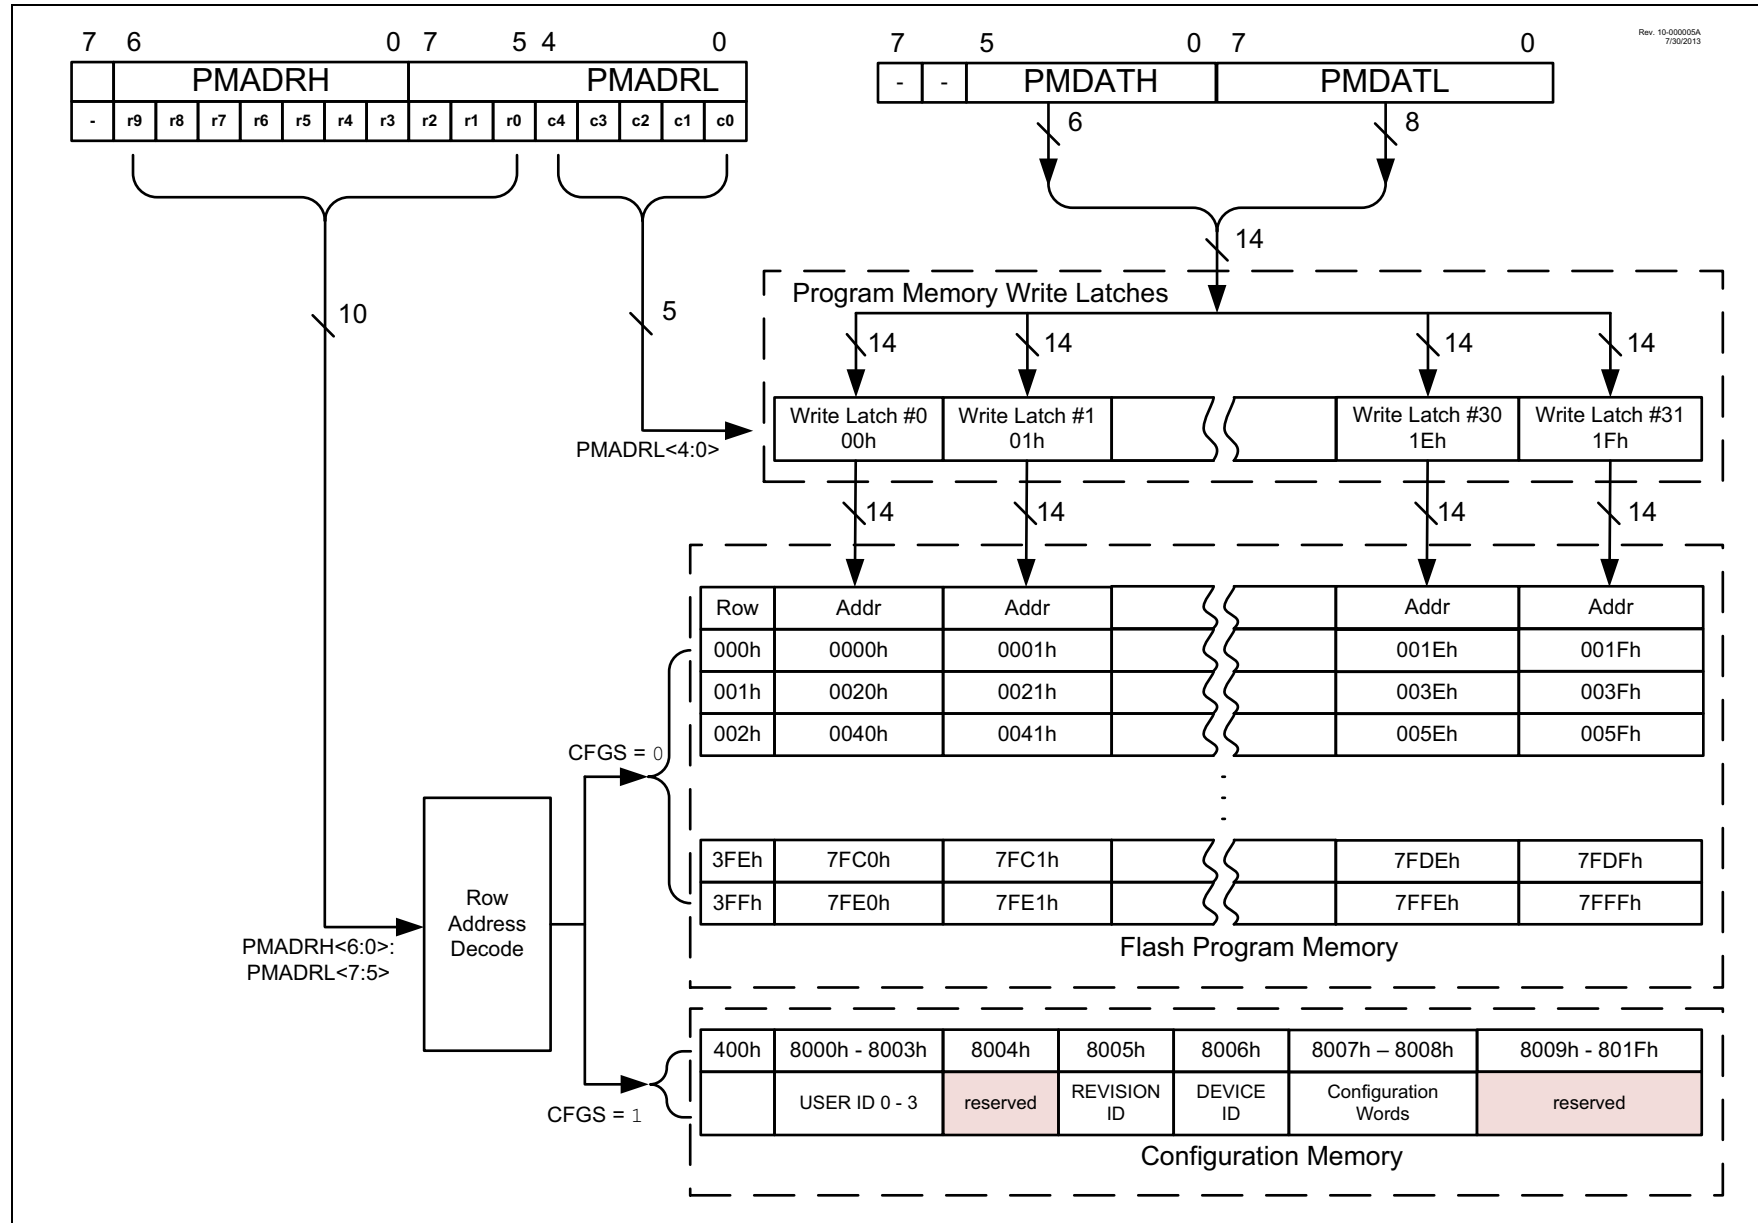 Rev. 10-000005A
7/30/2013
7 6 0 7 5 4 0
PMADRH PMADRL
- r9 r8 r7 r6 r5 r4 r3 r2 r1 r0 c4 c3 c2 c1 c0
7 5 0 7 0
- - PMDATH PMDATL
6 8
14
10
5
Program Memory Write Latches
14 14 14 14
Write Latch #0 Write Latch #1 Write Latch #30 Write Latch #31
00h 01h 1Eh 1Fh
PMADRL<4:0>
14 14 14 14
Row Addr Addr Addr Addr
000h 0000h 0001h 001Eh 001Fh
001h 0020h 0021h 003Eh 003Fh
002h 0040h 0041h 005Eh 005Fh
CFGS = 0
3FEh 7FC0h 7FC1h 7FDEh 7FDFh
3FFh 7FE0h 7FE1h 7FFEh 7FFFh
Flash Program Memory
Row
Address
Decode
PMADRH<6:0>:
PMADRL<7:5>
CFGS = 1
400h 8000h - 8003h 8004h 8005h 8006h 8007h – 8008h 8009h - 801Fh
USER ID 0 - 3 reserved REVISION ID DEVICE ID Configuration Words reserved
Configuration Memory